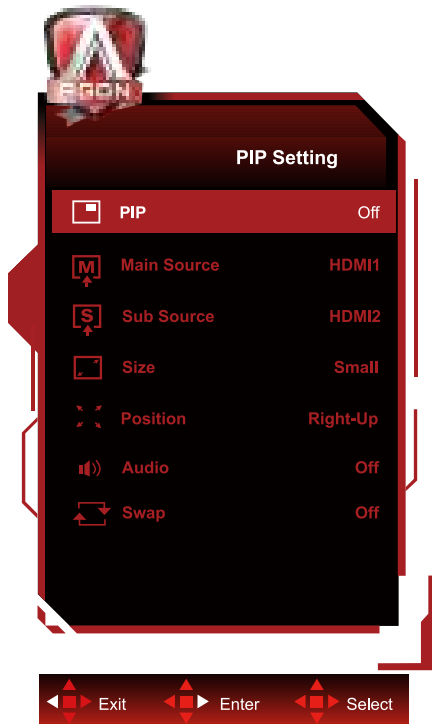 AGON
PIP Setting
PIP Off
M Main Source HDMI1
S Sub Source HDMI2
Size Small
Position Right-Up
Audio Off
Swap Off
Exit Enter Select